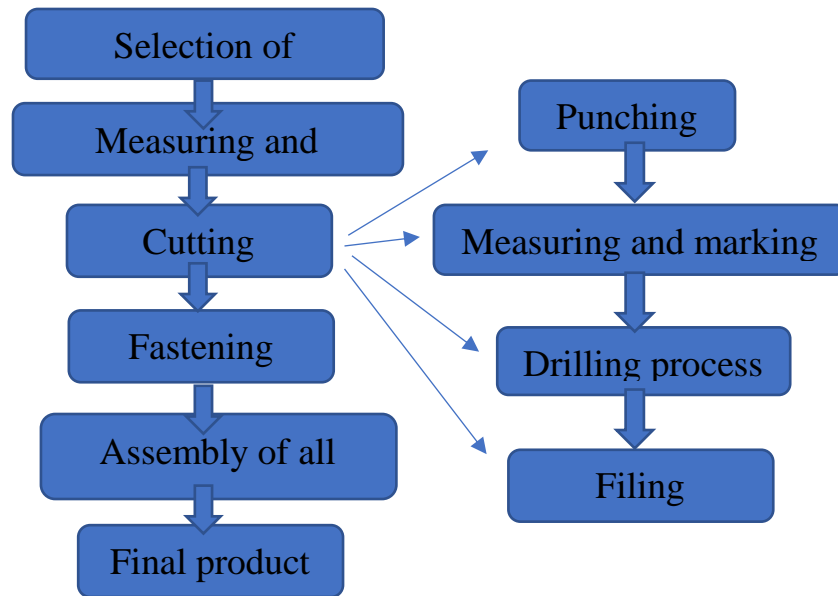 Selection of
Measuring and
Cutting
Fastening
Assembly of all
Final product
Punching
Measuring and marking
Drilling process
Filing